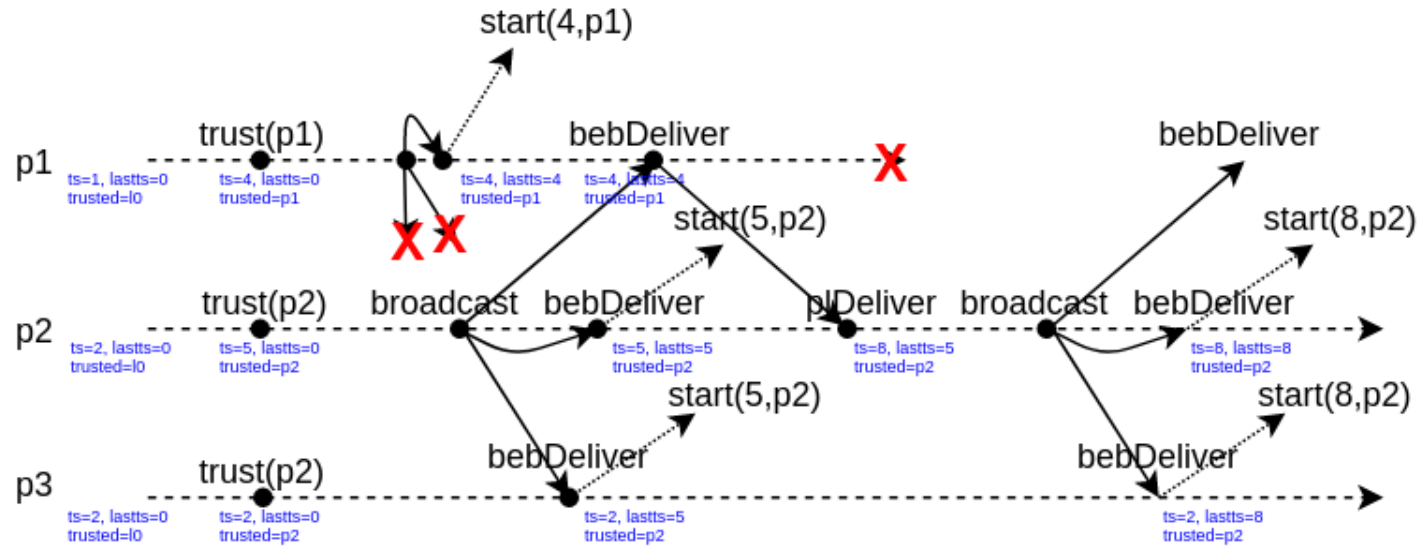 start(4,p1)
trust(p1)
bebDeliver
bebDeliver
p1
ts=1, lastts=0
trusted=l0
ts=4, lastts=0
trusted=p1
ts=4, lastts=4
trusted=p1
ts=4, lastts=4
trusted=p1
X
X
X
start(5,p2)
start(8,p2)
trust(p2)
broadcast
bebDeliver
plDeliver
broadcast
bebDeliver
p2
ts=2, lastts=0
trusted=l0
ts=5, lastts=0
trusted=p2
ts=5, lastts=5
trusted=p2
ts=8, lastts=5
trusted=p2
ts=8, lastts=8
trusted=p2
start(5,p2)
start(8,p2)
trust(p2)
bebDeliver
bebDeliver
p3
ts=2, lastts=0
trusted=l0
ts=2, lastts=0
trusted=p2
ts=2, lastts=5
trusted=p2
ts=2, lastts=8
trusted=p2